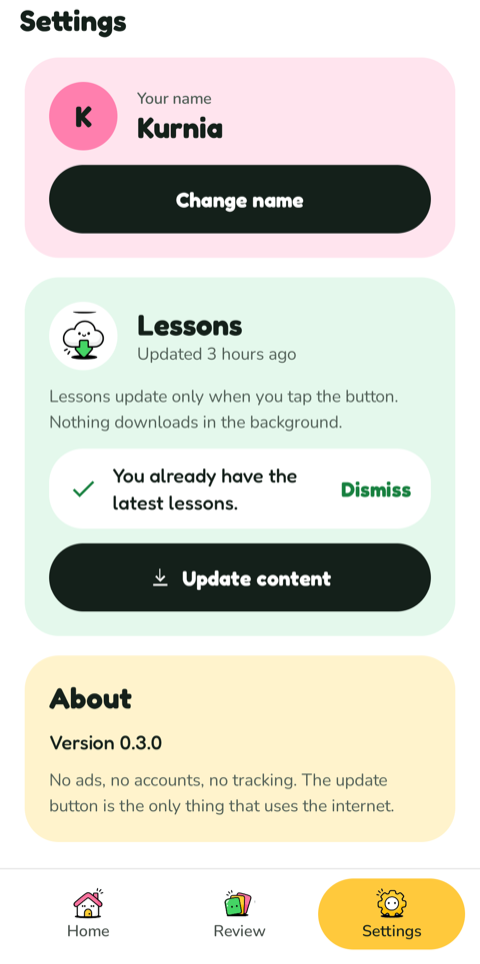 Settings
K
Your name
Kurnia
Change name
Lessons
Updated 3 hours ago
Lessons update only when you tap the button.
Nothing downloads in the background.
You already have the
latest lessons.
Dismiss
Update content
About
Version 0.3.0
No ads, no accounts, no tracking. The update
button is the only thing that uses the internet.
Home
Review
Settings